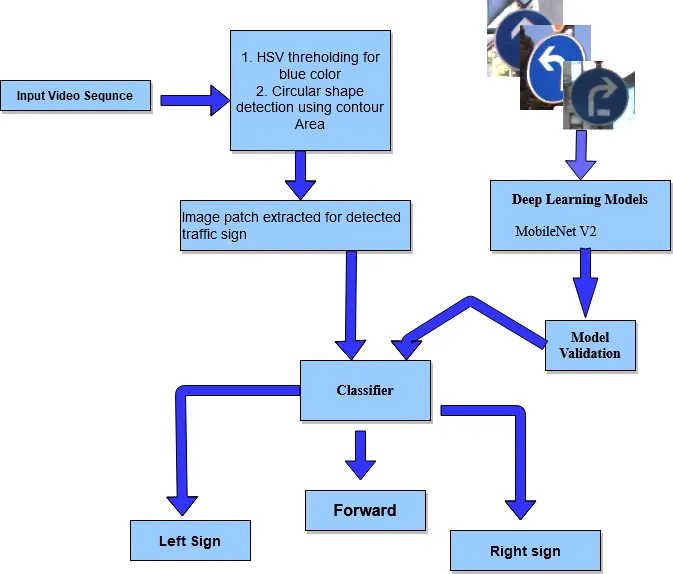 Input Video Sequnce
1. HSV threholding for
blue color
2. Circular shape
detection using contour
Area
Image patch extracted for detected
traffic sign
Deep Learning Models
MobileNet V2
Model
Validation
Classifier
Left Sign
Forward
Right sign